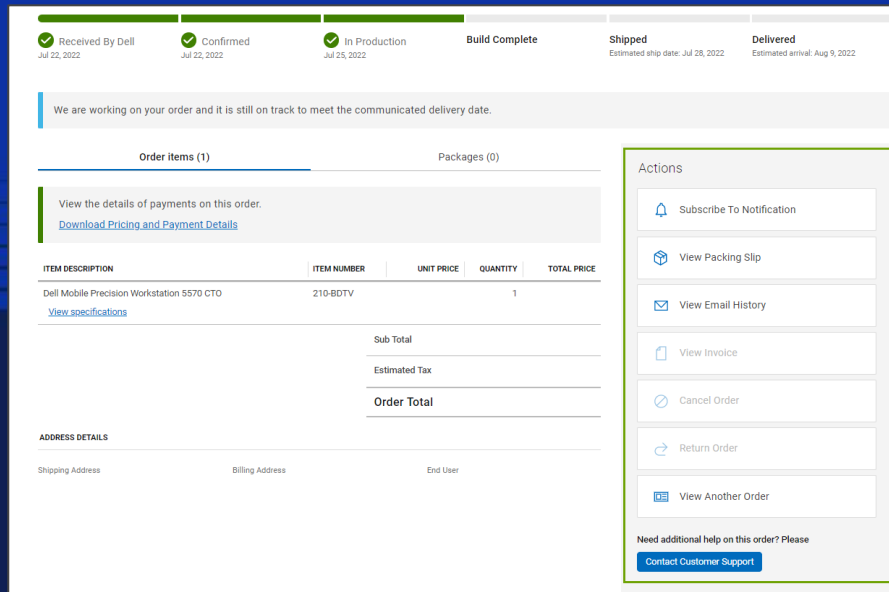 Received By Dell
Jul 22, 2022
Confirmed
Jul 22, 2022
In Production
Jul 25, 2022
Build Complete
Shipped
Estimated ship date: Jul 28, 2022
Delivered
Estimated arrival: Aug 9, 2022
We are working on your order and it is still on track to meet the communicated delivery date.
Order items (1)
Packages (0)
View the details of payments on this order.
Download Pricing and Payment Details
ITEM DESCRIPTION ITEM NUMBER UNIT PRICE QUANTITY TOTAL PRICE
Dell Mobile Precision Workstation 5570 CTO 210-BDTV 1
View specifications
Sub Total
Estimated Tax
Order Total
ADDRESS DETAILS
Shipping Address Billing Address End User
Actions
Subscribe To Notification
View Packing Slip
View Email History
View Invoice
Cancel Order
Return Order
View Another Order
Need additional help on this order? Please
Contact Customer Support